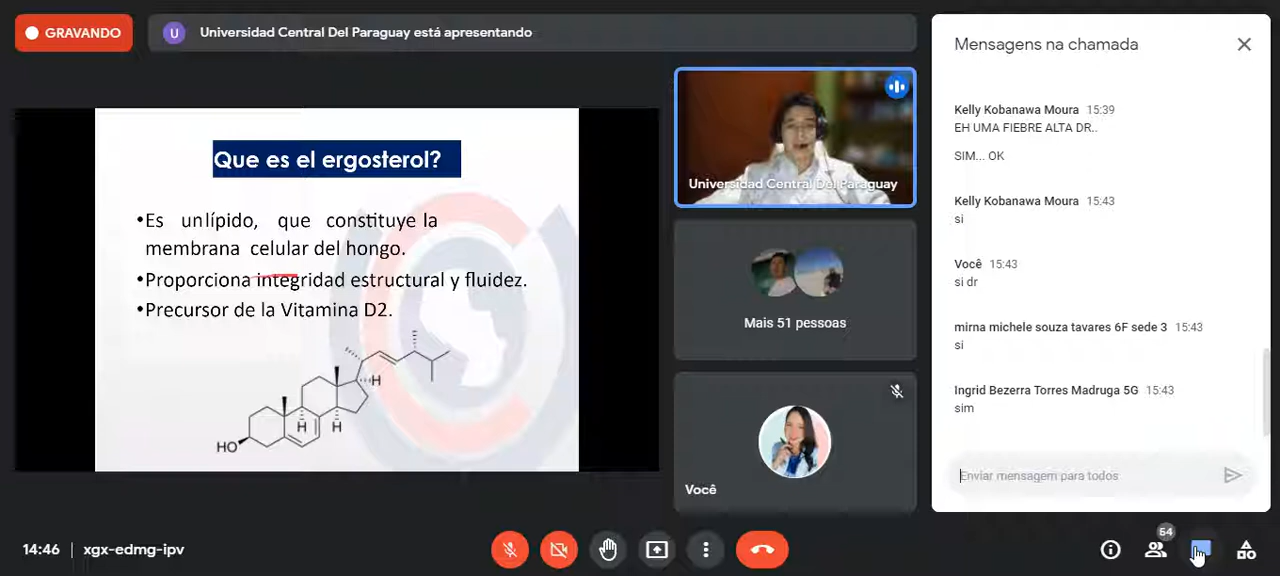 GRAVANDO
U
Universidad Central Del Paraguay está apresentando
Que es el ergosterol?
•Es unlípido, que constituye la
membrana celular del hongo.
•Proporciona integridad estructural y fluidez.
•Precursor de la Vitamina D2.
H
H
H
HO
Universidad Central Del Paraguay
Mais 51 pessoas
Você
Mensagens na chamada
Kelly Kobanawa Moura 15:39
EH UMA FIEBRE ALTA DR..
SIM... OK
Kelly Kobanawa Moura 15:43
si
Você 15:43
si dr
mirna michele souza tavares 6F sede 3 15:43
si
Ingrid Bezerra Torres Madruga 5G 15:43
sim
Enviar mensagem para todos
14:46 | xgx-edmg-ipv
54